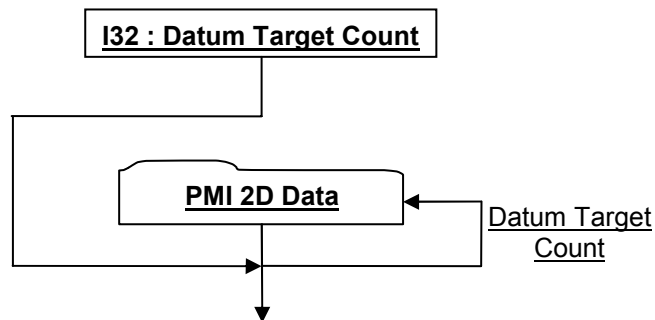 I32 : Datum Target Count
PMI 2D Data
Datum Target
Count